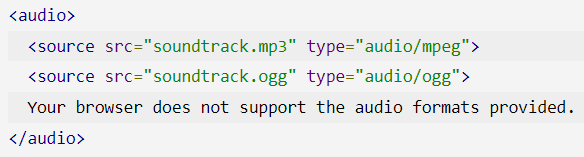 <audio>
  <source src="soundtrack.mp3" type="audio/mpeg">
  <source src="soundtrack.ogg" type="audio/ogg">
  Your browser does not support the audio formats provided.
</audio>